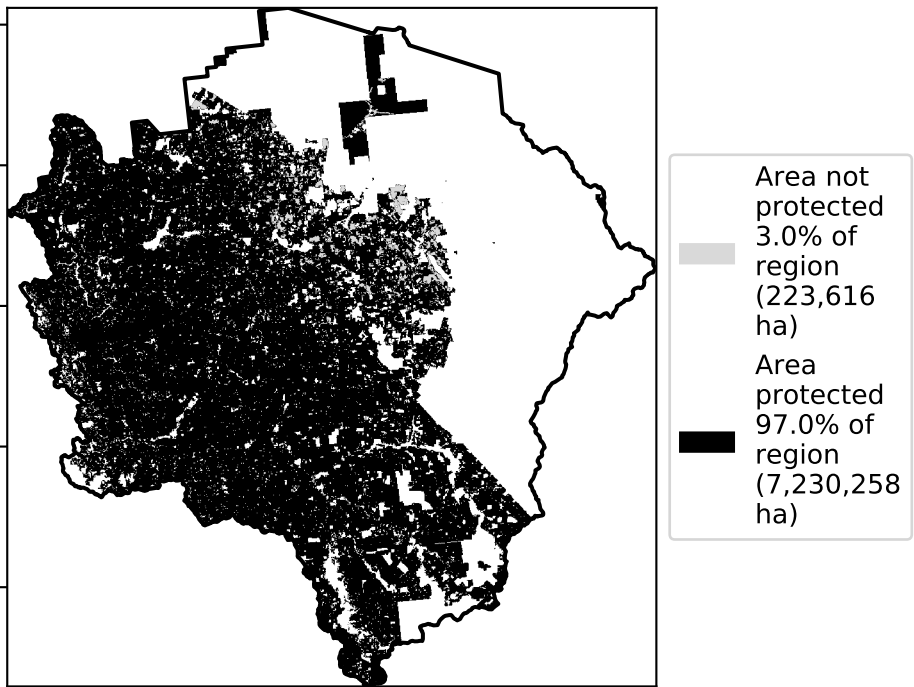 Area not
protected
3.0% of
region
(223,616
ha)
Area
protected
97.0% of
region
(7,230,258
ha)